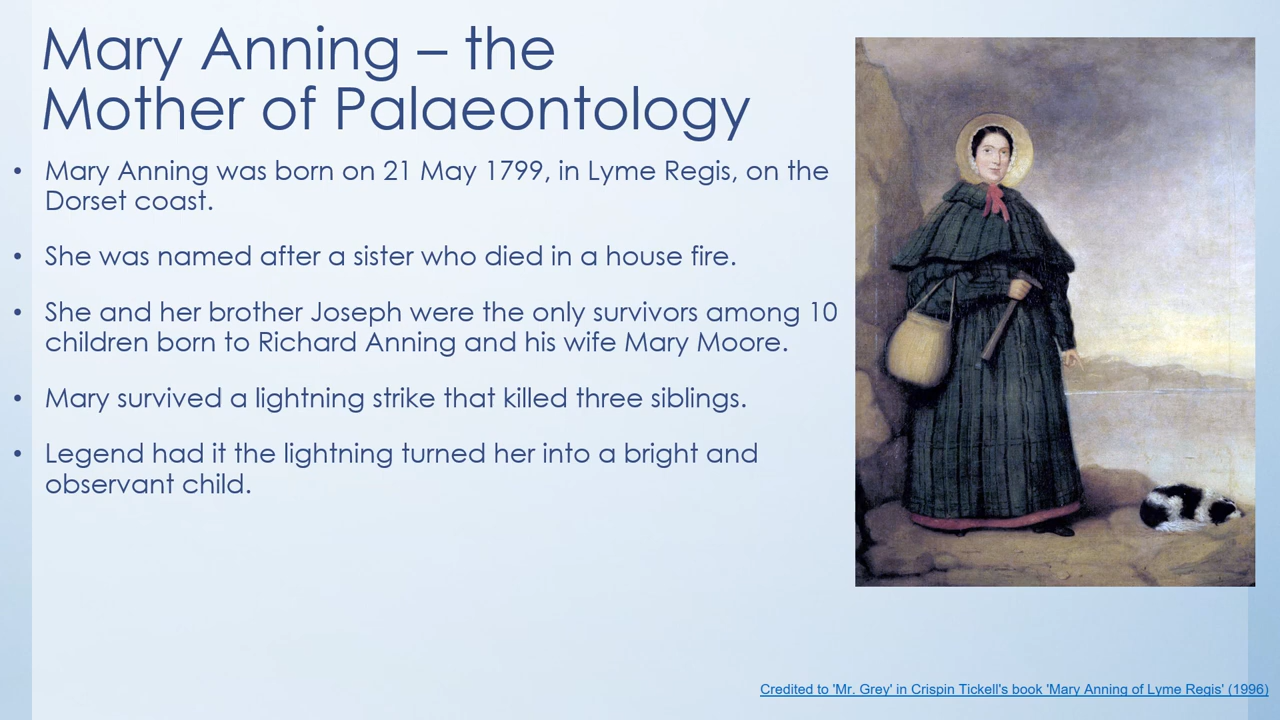 Mary Anning – the
Mother of Palaeontology
• Mary Anning was born on 21 May 1799, in Lyme Regis, on the
Dorset coast.
• She was named after a sister who died in a house fire.
• She and her brother Joseph were the only survivors among 10
children born to Richard Anning and his wife Mary Moore.
• Mary survived a lightning strike that killed three siblings.
• Legend had it the lightning turned her into a bright and
observant child.
Credited to 'Mr. Grey' in Crispin Tickell's book 'Mary Anning of Lyme Regis' (1996)